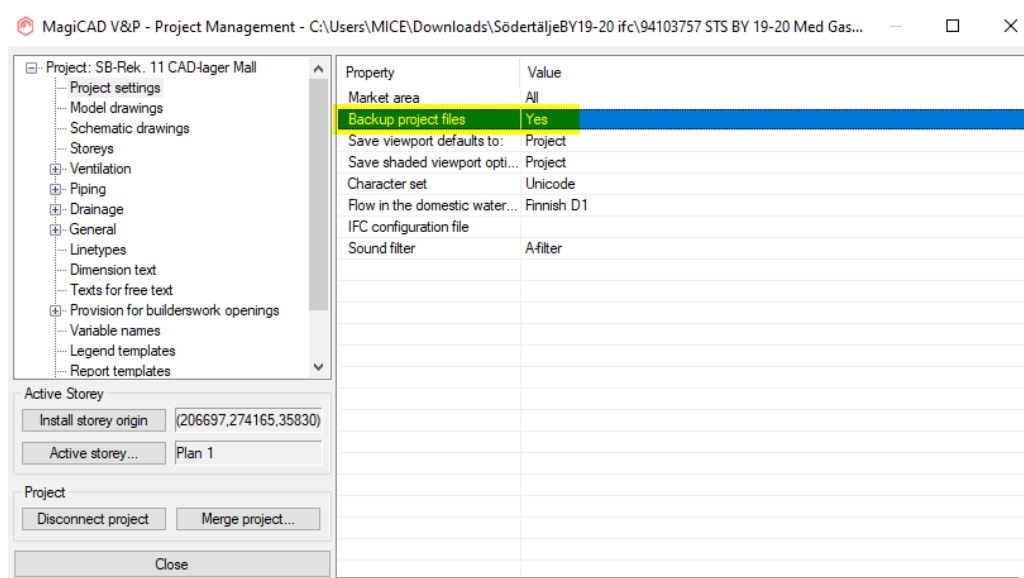 MagiCAD V&P - Project Management - C:\Users\MICE\Downloads\SödertäljeBY19-20 ifc\94103757 STS BY 19-20 Med Gas...
Project: SB-Rek. 11 CAD-lager Mall
Project settings
Model drawings
Schematic drawings
Storeys
Ventilation
Piping
Drainage
General
Linetypes
Dimension text
Texts for free text
Provision for builderswork openings
Variable names
Legend templates
Report templates
Active Storey
Install storey origin (206697,274165,35830)
Active storey... Plan 1
Project
Disconnect project Merge project...
Close
Property Value
Market area All
Backup project files Yes
Save viewport defaults to: Project
Save shaded viewport opti... Project
Character set Unicode
Flow in the domestic water... Finnish D1
IFC configuration file
Sound filter A-filter